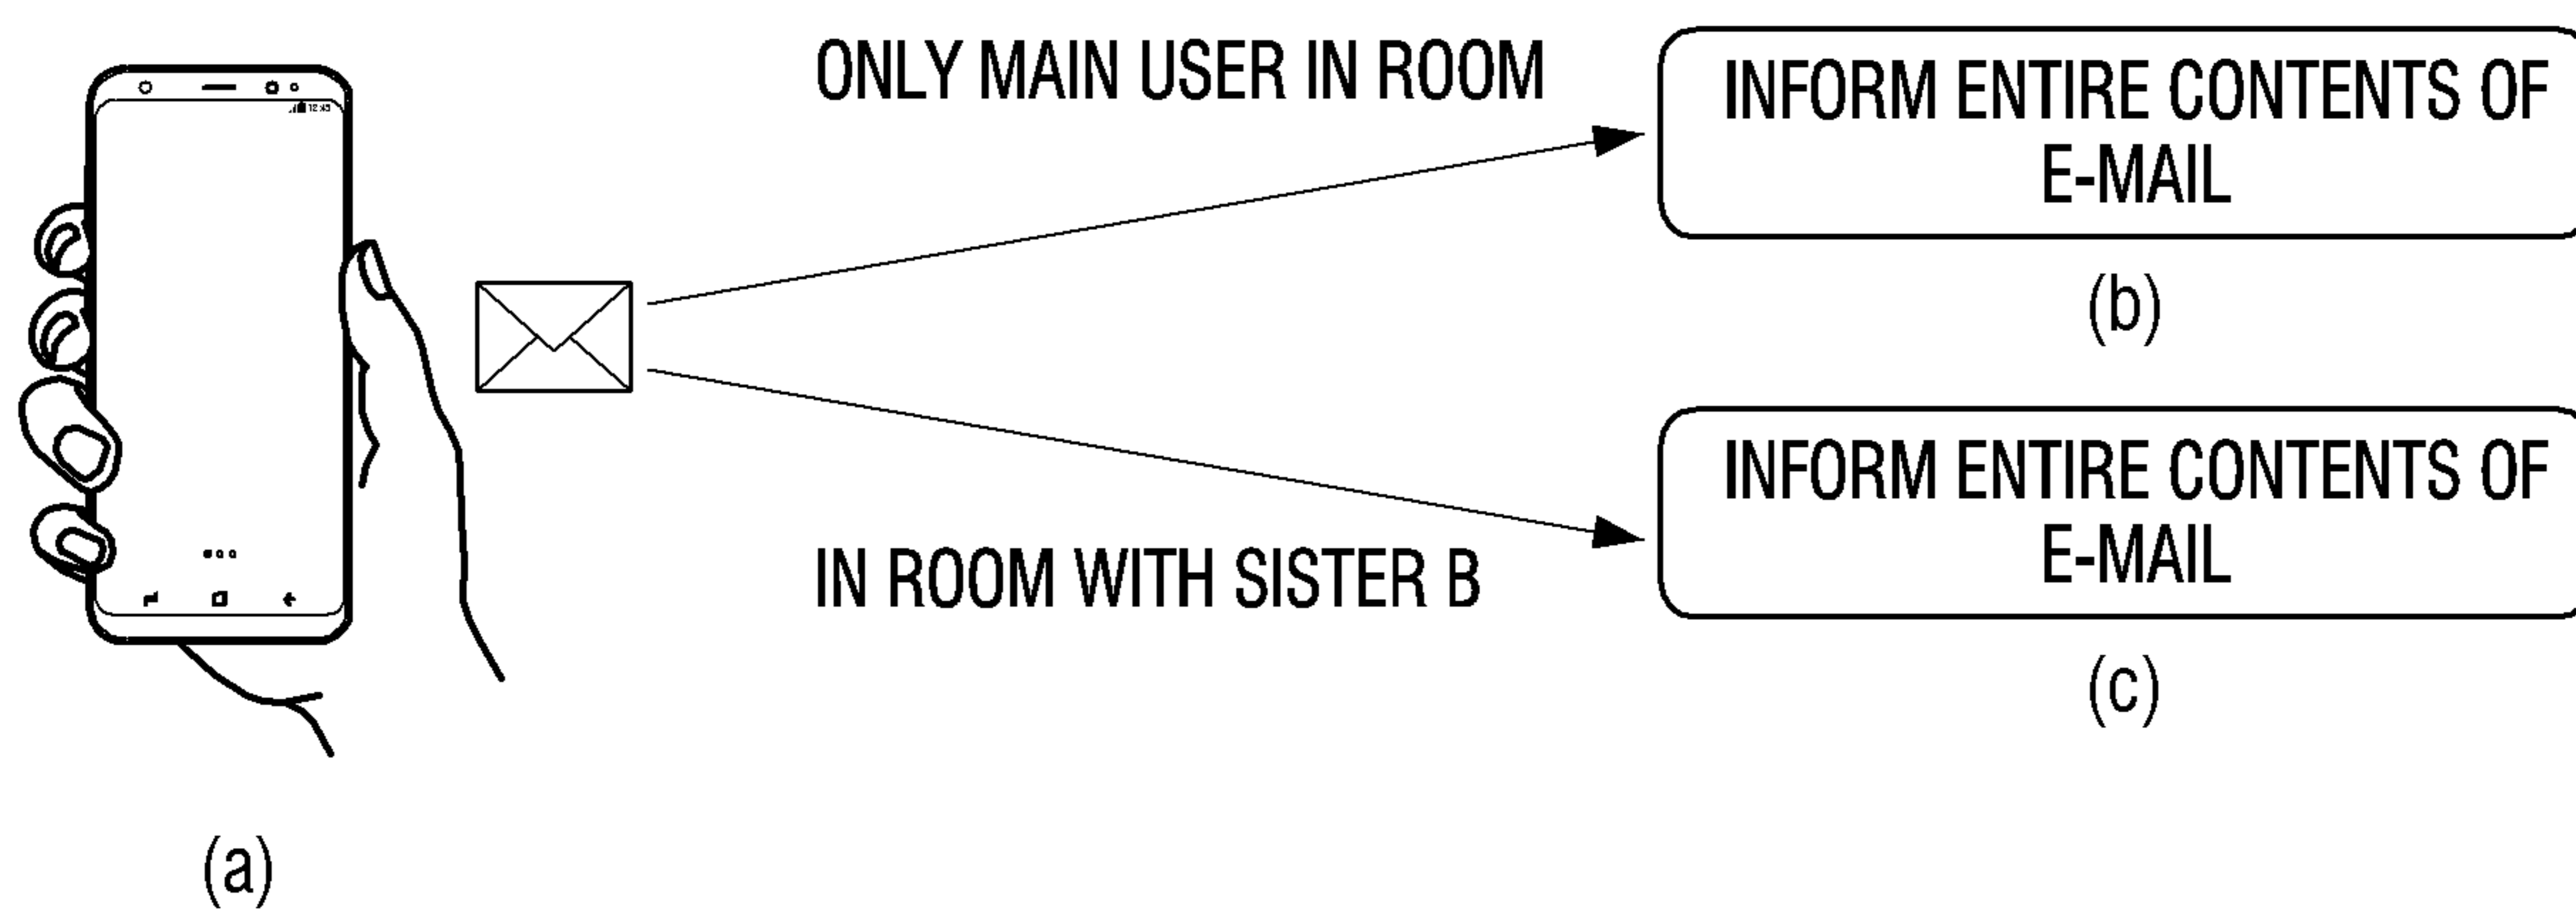 ONLY MAIN USER IN ROOM
INFORM ENTIRE CONTENTS OF
E-MAIL
(b)
INFORM ENTIRE CONTENTS OF
E-MAIL
IN ROOM WITH SISTER B
(c)
(a)